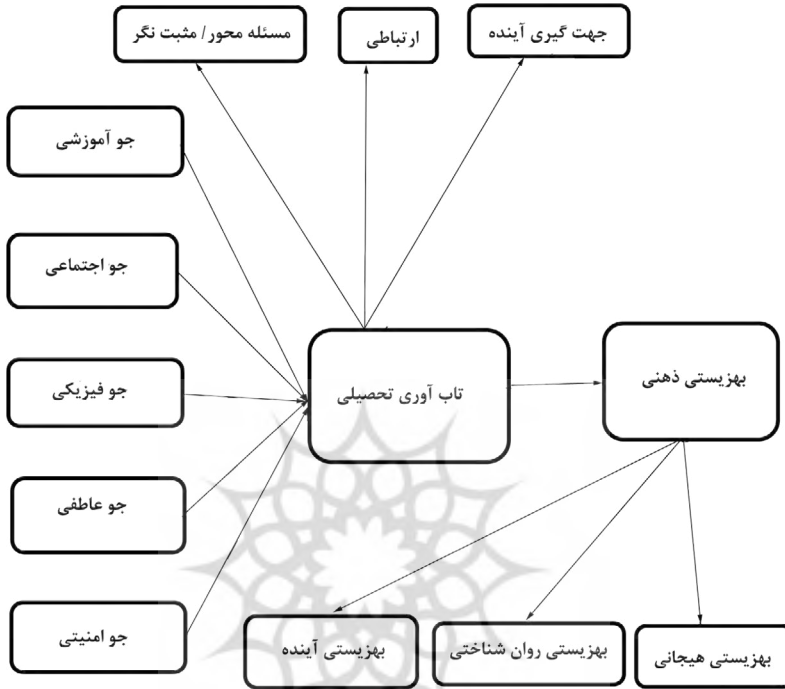 جهت گیری آینده
ارتباطی
مسئله محور/ مثبت نگر
جو آموزشی
جو اجتماعی
جو فیزیکی
جو عاطفی
جو امنیتی
تاب آوری تحصیلی
بهزیستی ذهنی
بهزیستی هیجانی
بهزیستی روان شناختی
بهزیستی آینده